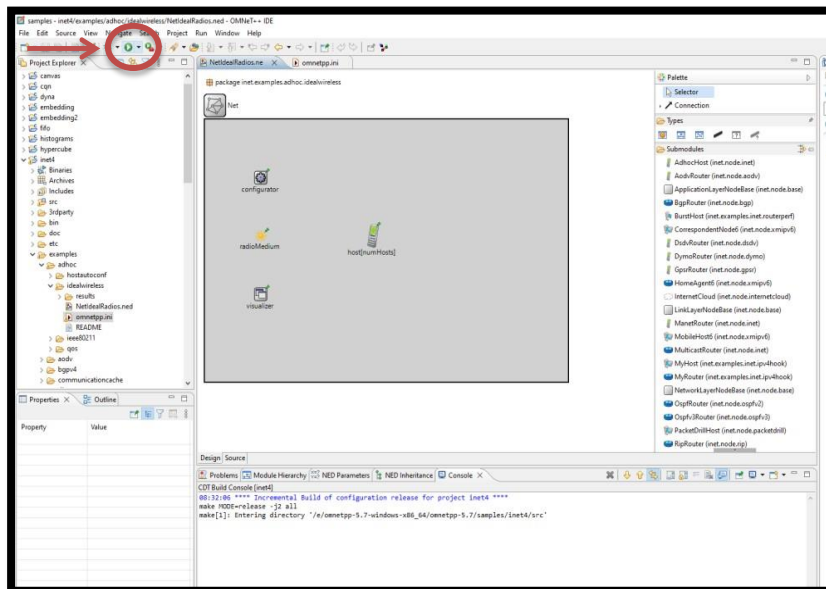 samples - inet4/examples/adhoc/idealwireless/NetIdealRadios.ned - OMNeT++ IDE
File Edit Source View Navigate Search Project Run Window Help
Project Explorer
canvas
cqn
dyna
embedding
embedding2
fifo
histograms
hypercube
inet4
Binaries
Archives
Includes
src
3rdparty
bin
doc
etc
examples
adhoc
hostautoconf
idealwireless
results
NetIdealRadios.ned
omnetpp.ini
README
ieee80211
qos
aodv
bgpv4
communicationcache
Properties Outline
Property Value
NetIdealRadios.ne omnetpp.ini
package inet.examples.adhoc.idealwireless
Net
configurator
radioMedium
host[numHosts]
visualizer
Design Source
Palette
Selector
Connection
Types
Submodules
AdhocHost (inet.node.inet)
AodvRouter (inet.node.aodv)
ApplicationLayerNodeBase (inet.node.base)
BgpRouter (inet.node.bgp)
BurstHost (inet.examples.inet.routerperf)
CorrespondentNode6 (inet.node.xmipv6)
DsdvRouter (inet.node.dsdv)
DymoRouter (inet.node.dymo)
GpsrRouter (inet.node.gpsr)
HomeAgent6 (inet.node.xmipv6)
InternetCloud (inet.node.internetcloud)
LinkLayerNodeBase (inet.node.base)
ManetRouter (inet.node.inet)
MobileHost6 (inet.node.xmipv6)
MulticastRouter (inet.node.inet)
MyHost (inet.examples.inet.ipv4hook)
MyRouter (inet.examples.inet.ipv4hook)
NetworkLayerNodeBase (inet.node.base)
OspfRouter (inet.node.ospfv2)
Ospfv3Router (inet.node.ospfv3)
PacketDrillHost (inet.node.packetdrill)
RipRouter (inet.node.rip)
Problems Module Hierarchy NED Parameters NED Inheritance Console
CDT Build Console [inet4]
08:32:06 **** Incremental Build of configuration release for project inet4 ****
make MODE=release -j2 all
make[1]: Entering directory '/e/omnetpp-5.7-windows-x86_64/omnetpp-5.7/samples/inet4/src'